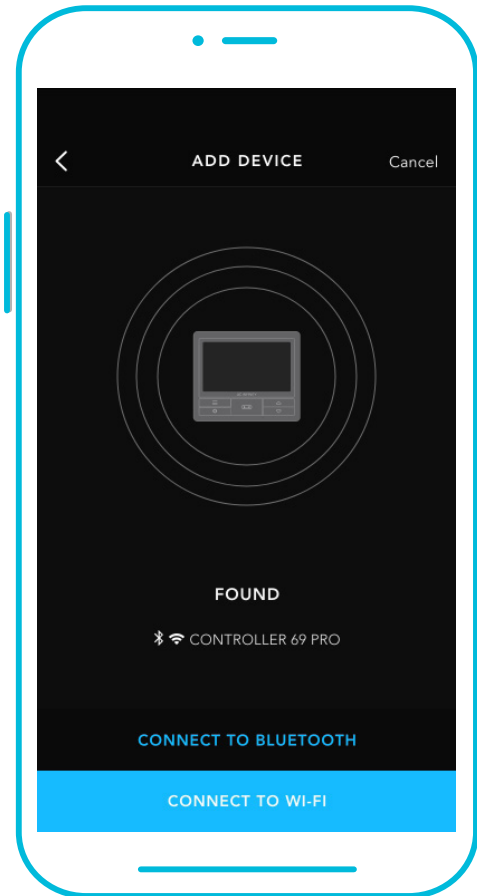 ADD DEVICE Cancel
FOUND
CONTROLLER 69 PRO
CONNECT TO BLUETOOTH
CONNECT TO WI-FI